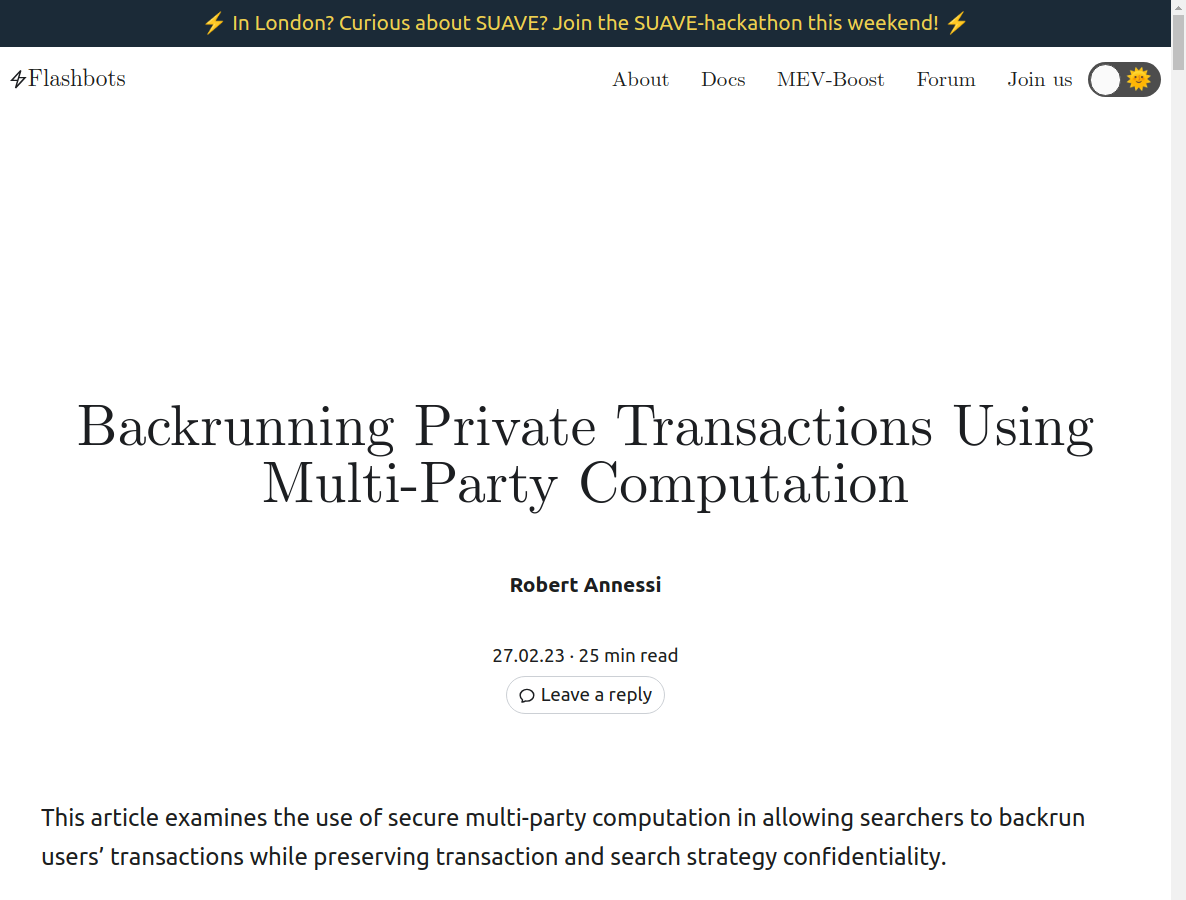 ⚡ In London? Curious about SUAVE? Join the SUAVE-hackathon this weekend! ⚡
Flashbots
About Docs MEV-Boost Forum Join us
Backrunning Private Transactions Using
Multi-Party Computation
Robert Annessi
27.02.23 · 25 min read
Leave a reply
This article examines the use of secure multi-party computation in allowing searchers to backrun
users’ transactions while preserving transaction and search strategy confidentiality.